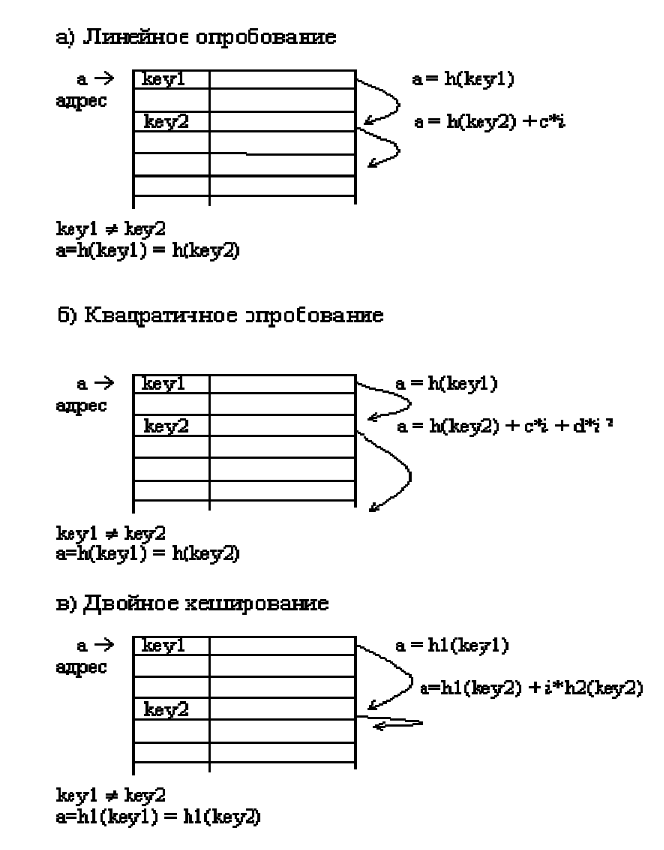 а) Линейное опробование
a → key1 a = h(key1)
адрес
key2 a = h(key2) + c*i
key1 ≠ key2
a=h(key1) = h(key2)
б) Квадратичное опробование
a → key1 a = h(key1)
адрес
key2 a = h(key2) + c*i + d*i ²
key1 ≠ key2
a=h(key1) = h(key2)
в) Двойное хеширование
a → key1 a = h1(key1)
адрес
a=h1(key2) + i*h2(key2)
key2
key1 ≠ key2
a=h1(key1) = h1(key2)